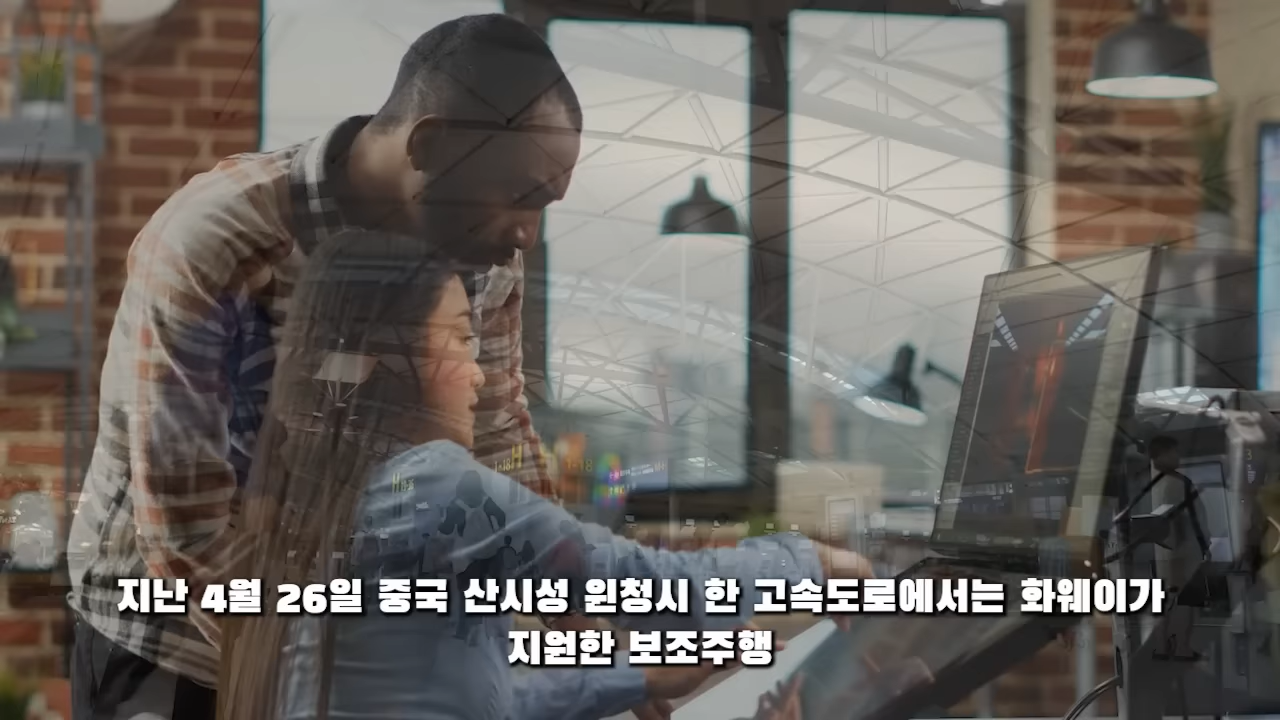 지난 4월 26일 중국 산시성 윈청시 한 고속도로에서는 화웨이가
지원한 보조주행